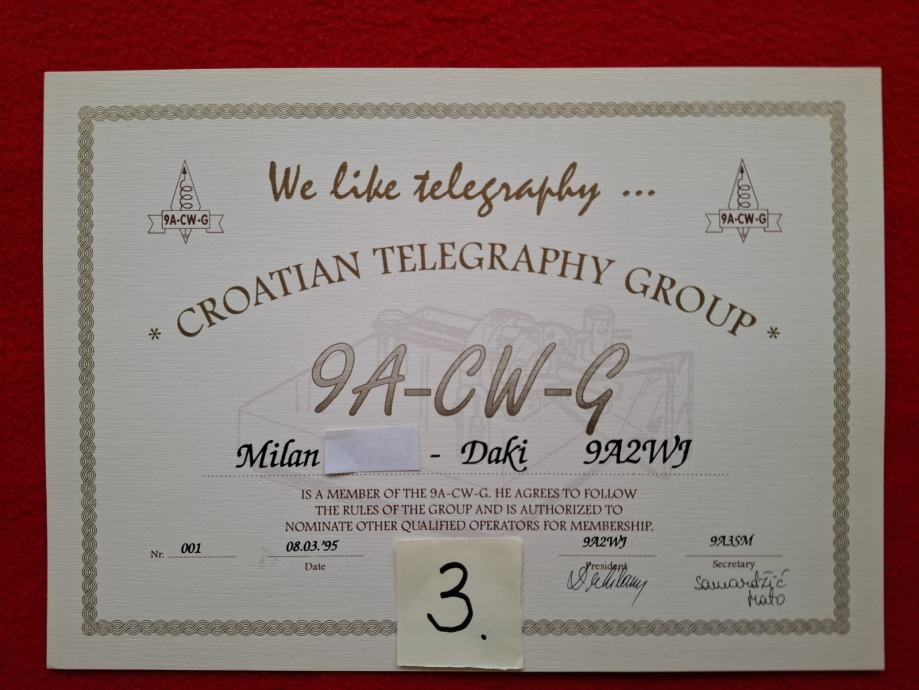 We like telegraphy ...
9A-CW-G
9A-CW-G
* CROATIAN TELEGRAPHY GROUP *
9A-CW-G
Milan - Daki 9A2WJ
IS A MEMBER OF THE 9A-CW-G. HE AGREES TO FOLLOW
THE RULES OF THE GROUP AND IS AUTHORIZED TO
NOMINATE OTHER QUALIFIED OPERATORS FOR MEMBERSHIP.
Nr. 001
08.03.'95
Date
9A2WJ
President
9A3SM
Secretary
Samardžić
Mato
3.